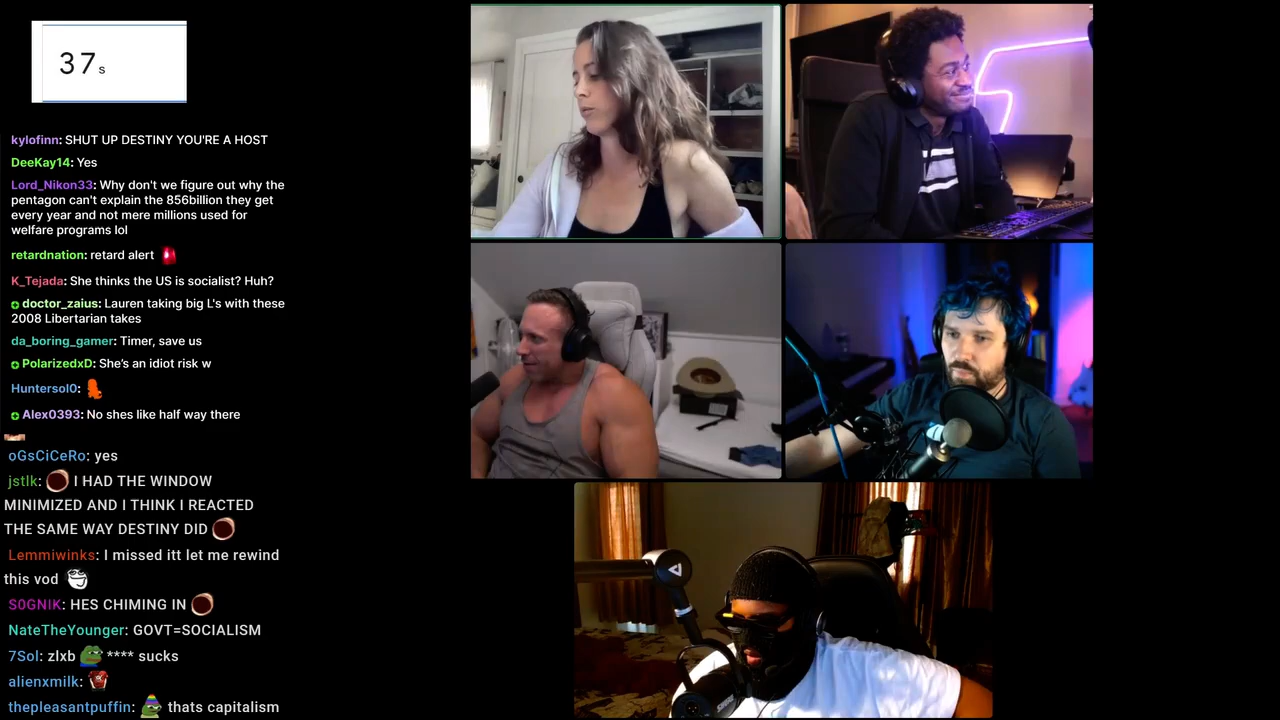 37s
kylofinn: SHUT UP DESTINY YOU'RE A HOST
DeeKay14: Yes
Lord_Nikon33: Why don't we figure out why the
pentagon can't explain the 856billion they get
every year and not mere millions used for
welfare programs lol
retardnation: retard alert
K_Tejada: She thinks the US is socialist? Huh?
doctor_zaius: Lauren taking big L's with these
2008 Libertarian takes
da_boring_gamer: Timer, save us
PolarizedxD: She's an idiot risk w
Huntersol0:
Alex0393: No shes like half way there
oGsCiCeRo: yes
jstlk: I HAD THE WINDOW
MINIMIZED AND I THINK I REACTED
THE SAME WAY DESTINY DID
Lemmiwinks: I missed itt let me rewind
this vod
S0GNIK: HES CHIMING IN
NateTheYounger: GOVT=SOCIALISM
7Sol: zlxb **** sucks
alienxmilk:
thepleasantpuffin: thats capitalism